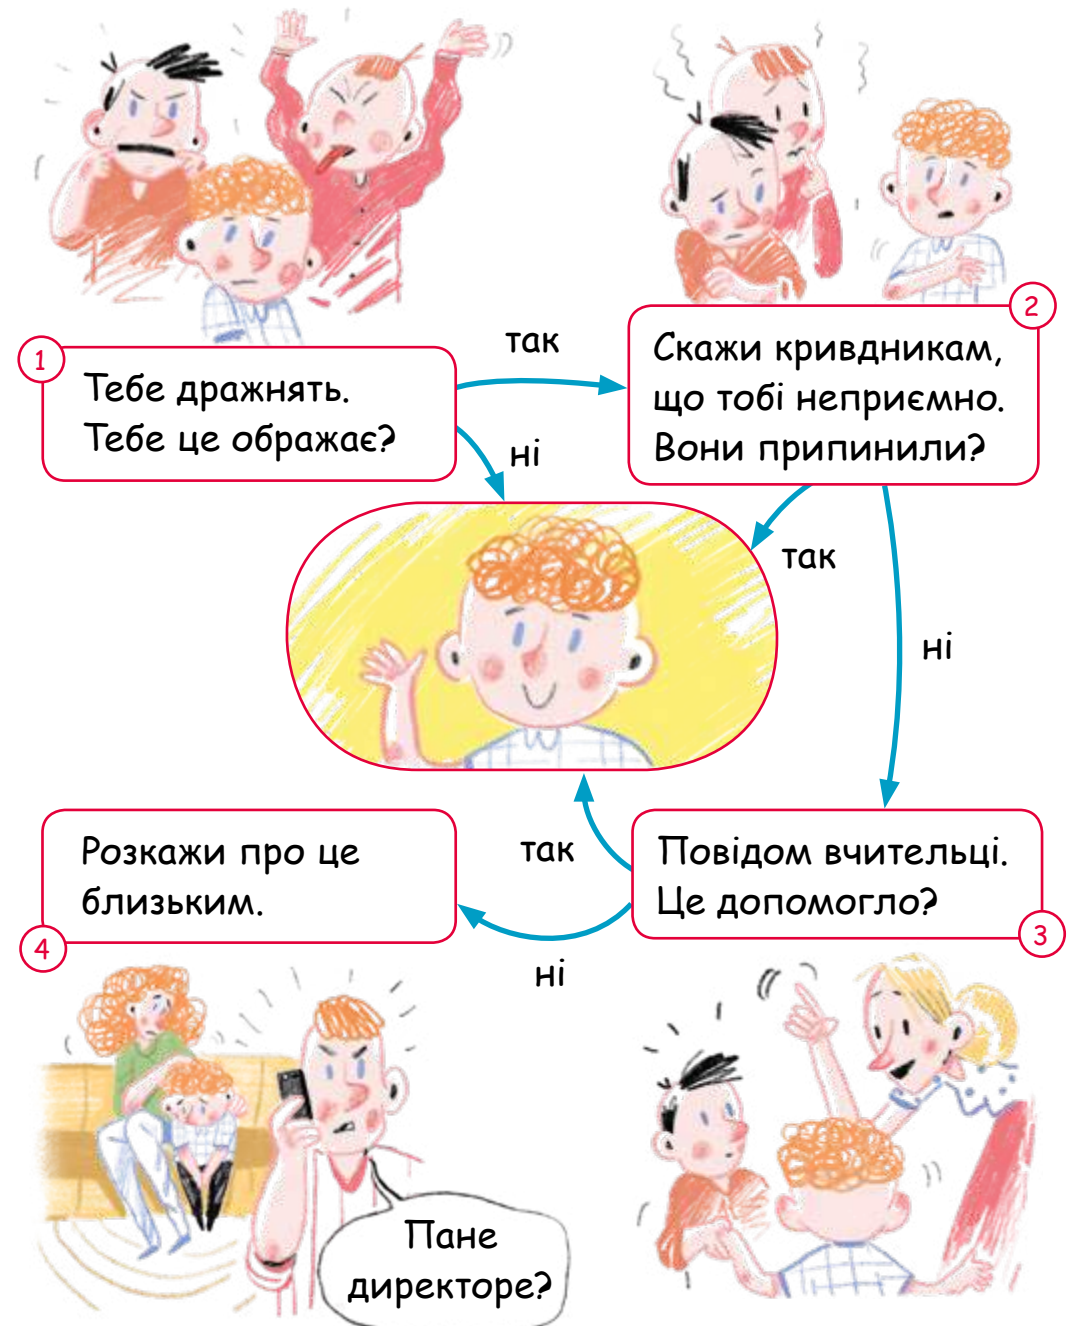 1
Тебе дражнять.
Тебе це ображає?
так
ні
2
Скажи кривдникам,
що тобі неприємно.
Вони припинили?
так
ні
Повідом вчительці.
Це допомогло?
3
так
ні
Розкажи про це
близьким.
4
Пане
директоре?